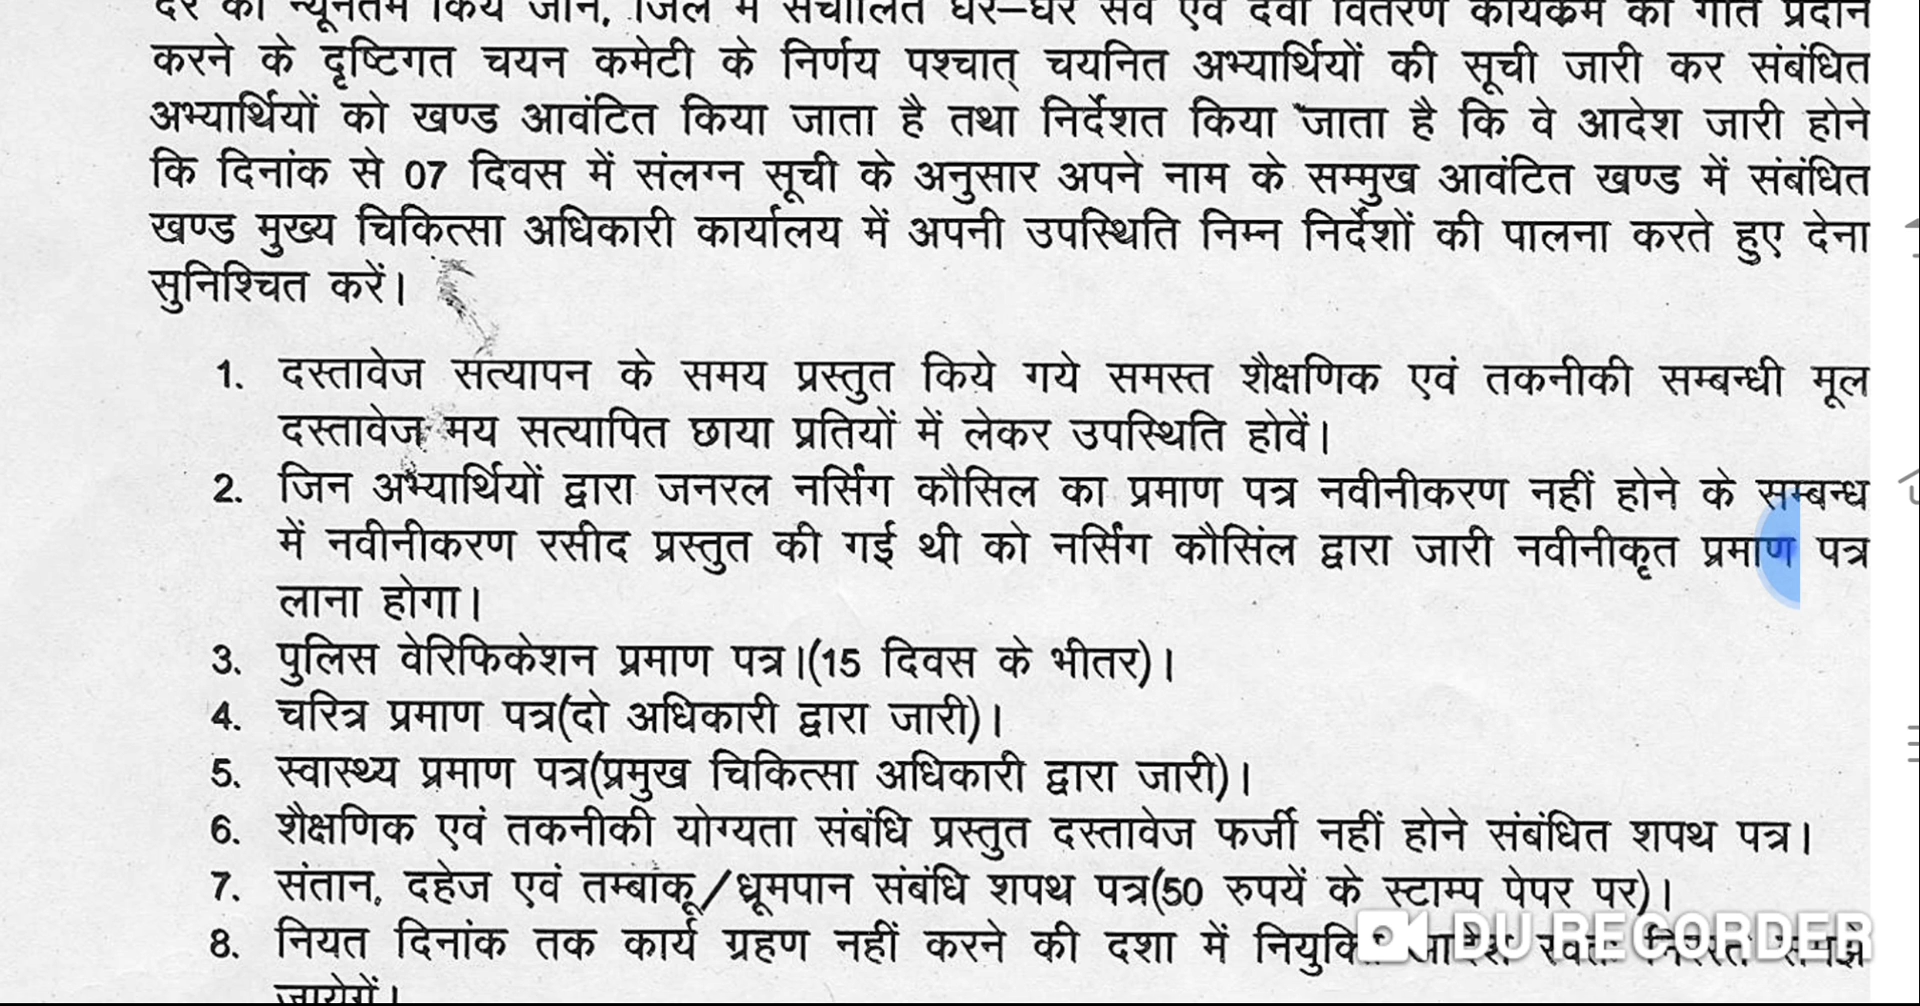 दर को न्यूनतम किये जाने, जिले में संचालित घर–घर सर्वे एवं दवा वितरण कार्यक्रम को गति प्रदान
करने के दृष्टिगत चयन कमेटी के निर्णय पश्चात् चयनित अभ्यार्थियों की सूची जारी कर संबंधित
अभ्यार्थियों को खण्ड आवंटित किया जाता है तथा निर्देशत किया जाता है कि वे आदेश जारी होने
कि दिनांक से 07 दिवस में संलग्न सूची के अनुसार अपने नाम के सम्मुख आवंटित खण्ड में संबंधित
खण्ड मुख्य चिकित्सा अधिकारी कार्यालय में अपनी उपस्थिति निम्न निर्देशों की पालना करते हुए देना
सुनिश्चित करें।
1. दस्तावेज सत्यापन के समय प्रस्तुत किये गये समस्त शैक्षणिक एवं तकनीकी सम्बन्धी मूल
दस्तावेज मय सत्यापित छाया प्रतियों में लेकर उपस्थिति होवें।
2. जिन अभ्यार्थियों द्वारा जनरल नर्सिंग कौसिल का प्रमाण पत्र नवीनीकरण नहीं होने के सम्बन्ध
में नवीनीकरण रसीद प्रस्तुत की गई थी को नर्सिंग कौसिंल द्वारा जारी नवीनीकृत प्रमाण पत्र
लाना होगा।
3. पुलिस वेरिफिकेशन प्रमाण पत्र।(15 दिवस के भीतर)।
4. चरित्र प्रमाण पत्र(दो अधिकारी द्वारा जारी)।
5. स्वास्थ्य प्रमाण पत्र(प्रमुख चिकित्सा अधिकारी द्वारा जारी)।
6. शैक्षणिक एवं तकनीकी योग्यता संबंधि प्रस्तुत दस्तावेज फर्जी नहीं होने संबंधित शपथ पत्र।
7. संतान, दहेज एवं तम्बाकू/ध्रूमपान संबंधि शपथ पत्र(50 रुपयें के स्टाम्प पेपर पर)।
8. नियत दिनांक तक कार्य ग्रहण नहीं करने की दशा में आदेश समझे
जायेगें।
DU RECORDER